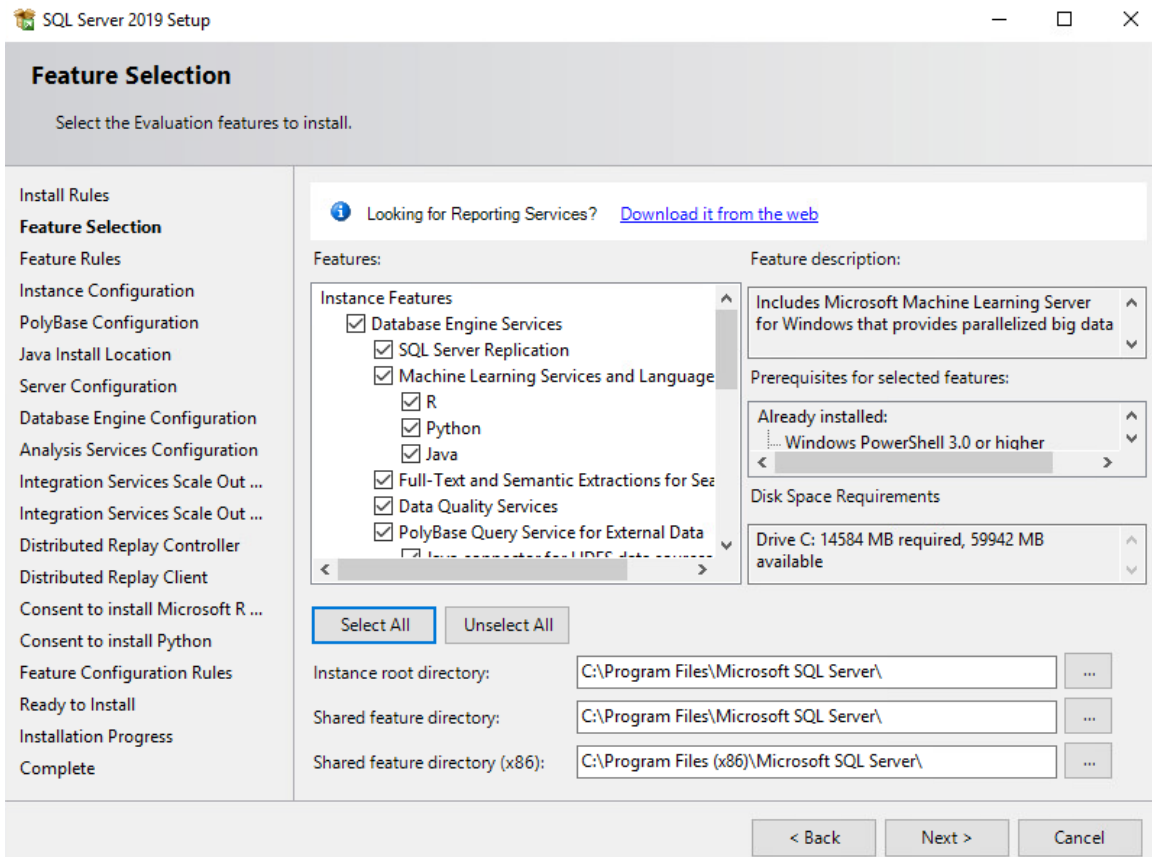 SQL Server 2019 Setup
Feature Selection
Select the Evaluation features to install.
Install Rules
Feature Selection
Feature Rules
Instance Configuration
PolyBase Configuration
Java Install Location
Server Configuration
Database Engine Configuration
Analysis Services Configuration
Integration Services Scale Out ...
Integration Services Scale Out ...
Distributed Replay Controller
Distributed Replay Client
Consent to install Microsoft R ...
Consent to install Python
Feature Configuration Rules
Ready to Install
Installation Progress
Complete
Looking for Reporting Services? Download it from the web
Features:
Instance Features
Database Engine Services
SQL Server Replication
Machine Learning Services and Language
R
Python
Java
Full-Text and Semantic Extractions for Sea
Data Quality Services
PolyBase Query Service for External Data
Java connector for HDFS data sources
Feature description:
Includes Microsoft Machine Learning Server
for Windows that provides parallelized big data
Prerequisites for selected features:
Already installed:
Windows PowerShell 3.0 or higher
Disk Space Requirements
Drive C: 14584 MB required, 59942 MB
available
Select All
Unselect All
Instance root directory:
C:\Program Files\Microsoft SQL Server\
...
Shared feature directory:
C:\Program Files\Microsoft SQL Server\
...
Shared feature directory (x86):
C:\Program Files (x86)\Microsoft SQL Server\
...
< Back
Next >
Cancel